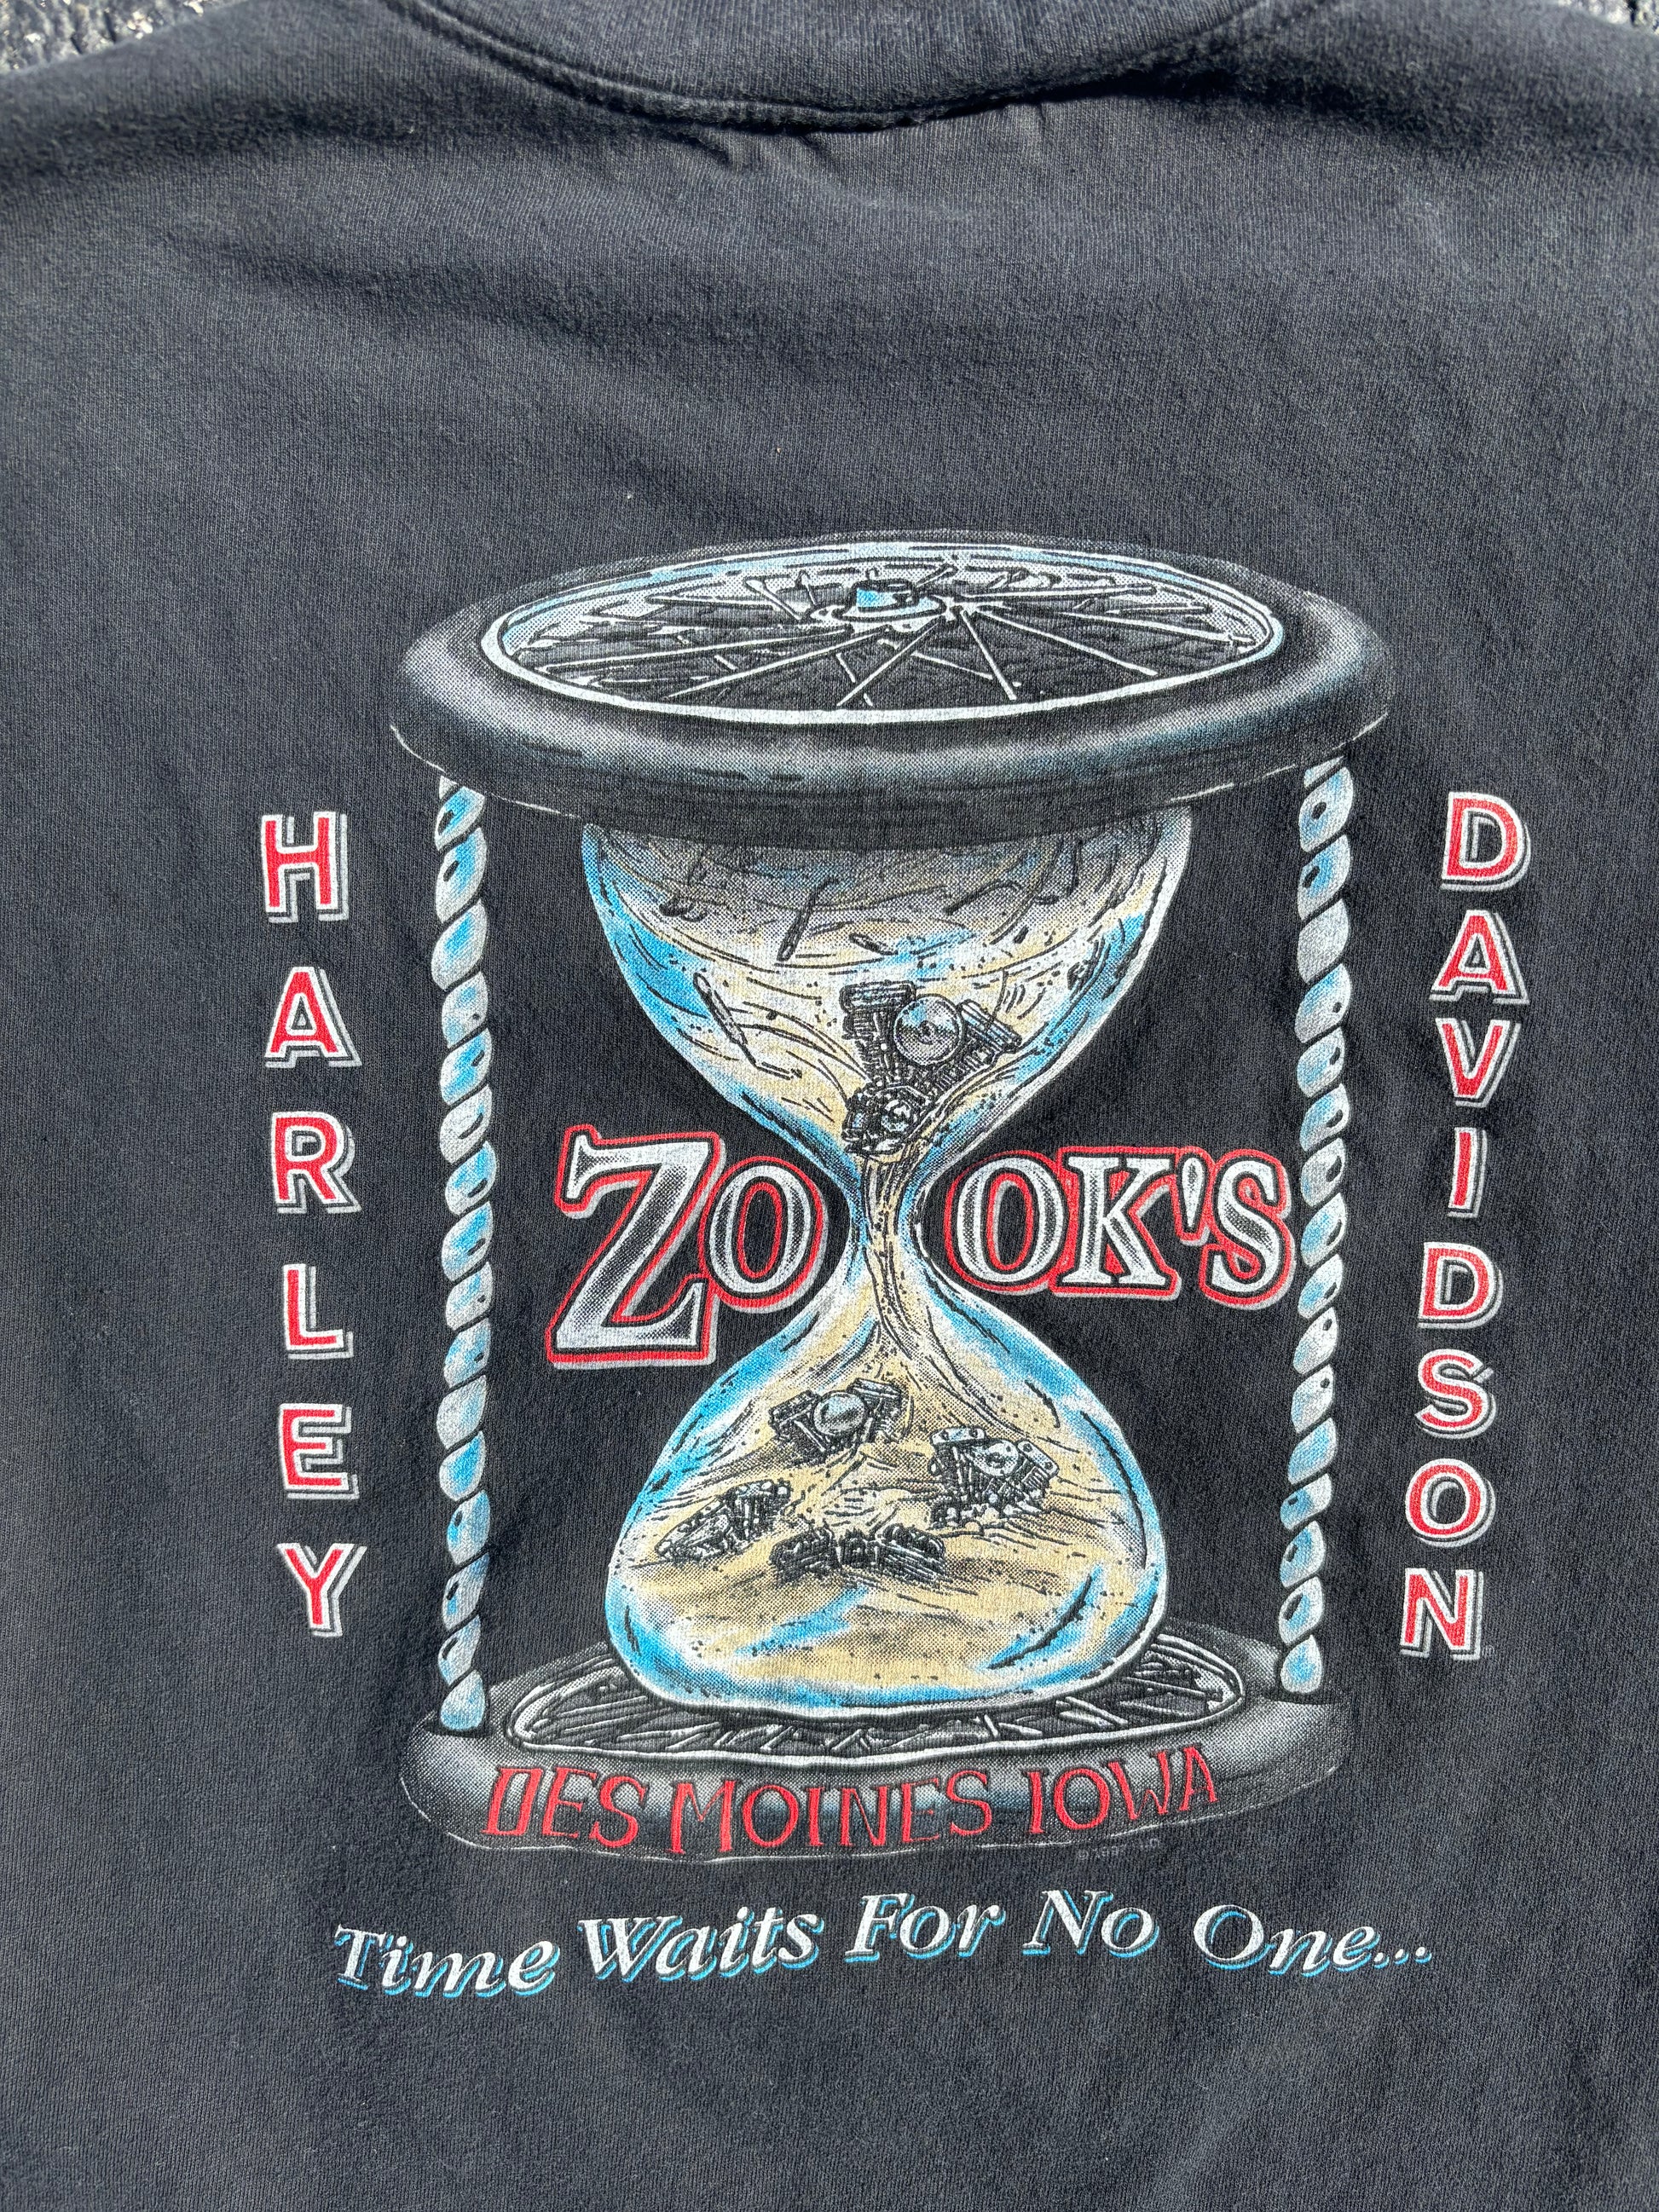 HARLEY
DAVIDSON
ZOOK'S
DES MOINES IOWA
Time Waits For No One...